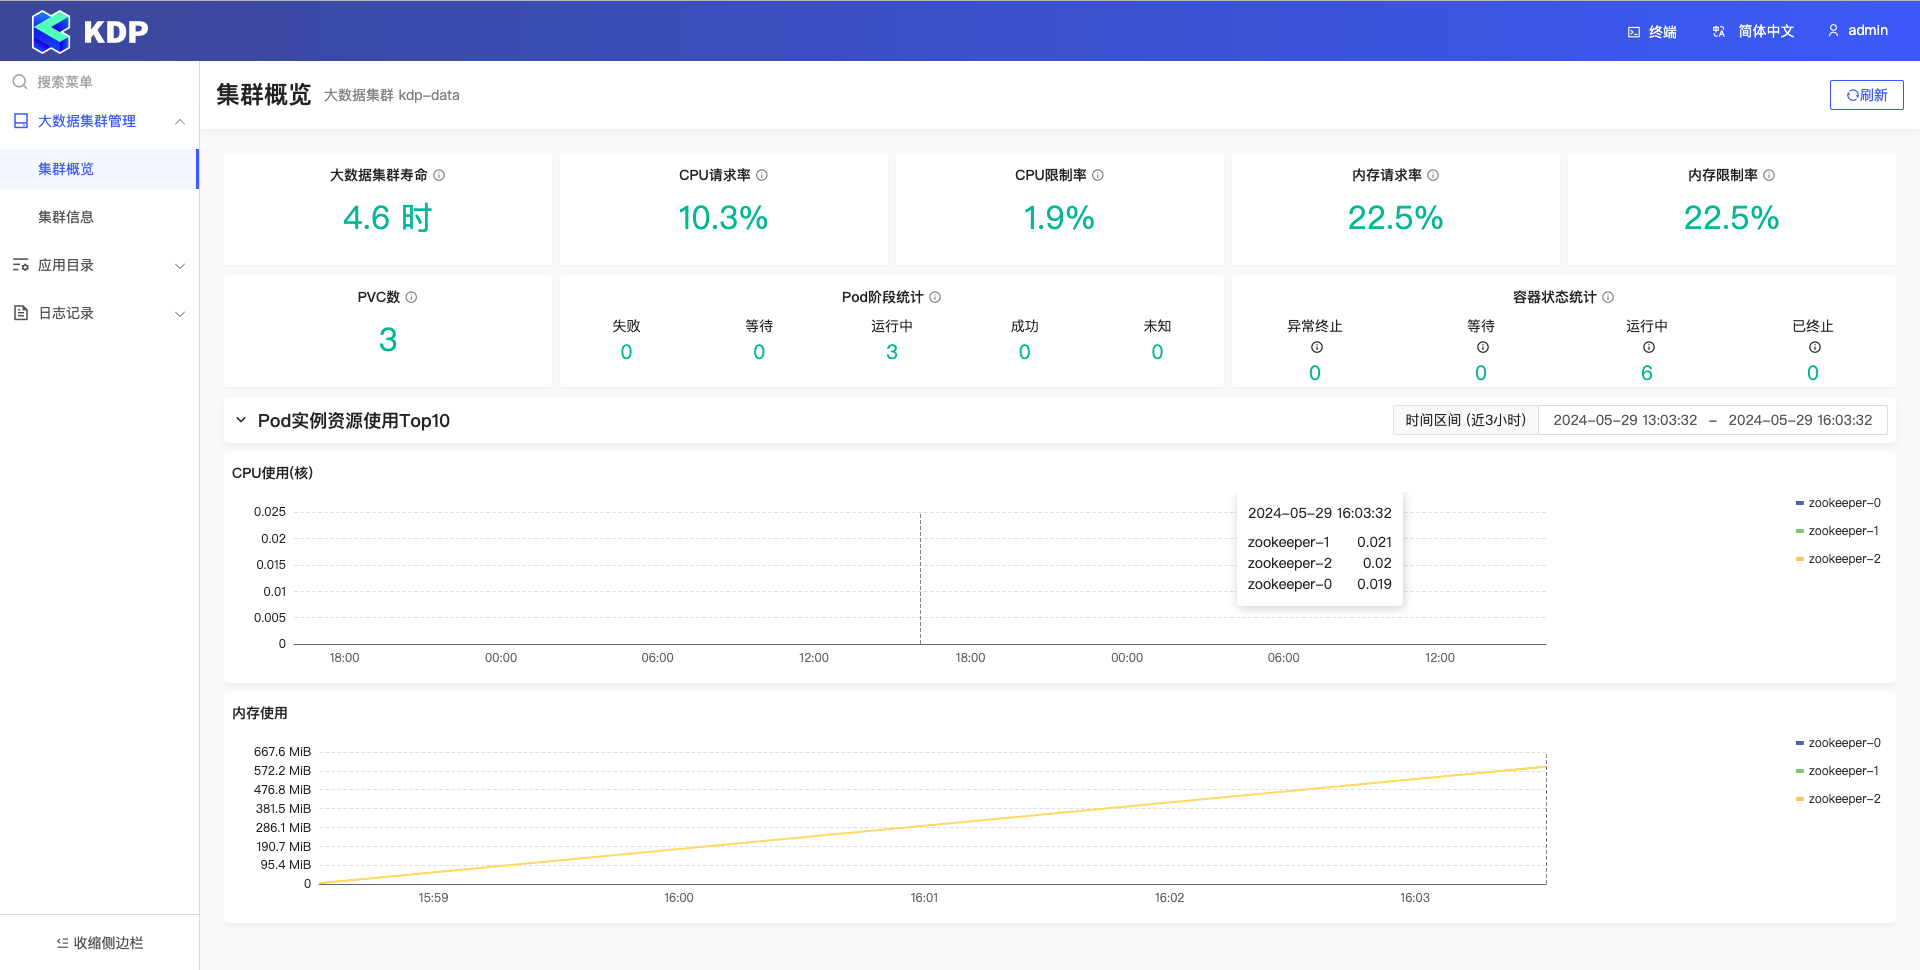 KDP
终端
简体中文
admin
搜索菜单
大数据集群管理
集群概览
集群信息
应用目录
日志记录
收缩侧边栏
集群概览 大数据集群 kdp-data
刷新
大数据集群寿命
4.6 时
CPU请求率
10.3%
CPU限制率
1.9%
内存请求率
22.5%
内存限制率
22.5%
PVC数
3
Pod阶段统计
失败 等待 运行中 成功 未知
0 0 3 0 0
容器状态统计
异常终止 等待 运行中 已终止
0 0 6 0
Pod实例资源使用Top10
时间区间 (近3小时) 2024-05-29 13:03:32 – 2024-05-29 16:03:32
CPU使用(核)
0.025
0.02
0.015
0.01
0.005
0
18:00 00:00 06:00 12:00 18:00 00:00 06:00 12:00
2024-05-29 16:03:32
zookeeper-1 0.021
zookeeper-2 0.02
zookeeper-0 0.019
zookeeper-0
zookeeper-1
zookeeper-2
内存使用
667.6 MiB
572.2 MiB
476.8 MiB
381.5 MiB
286.1 MiB
190.7 MiB
95.4 MiB
0
15:59 16:00 16:01 16:02 16:03
zookeeper-0
zookeeper-1
zookeeper-2